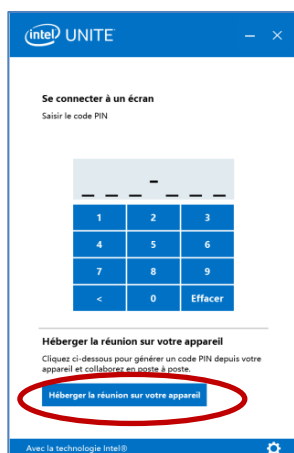 intel UNITE
Se connecter à un écran
Saisir le code PIN
_ _ _ - _ _ _
1 2 3
4 5 6
7 8 9
< 0 Effacer
Héberger la réunion sur votre appareil
Cliquez ci-dessous pour générer un code PIN depuis votre
appareil et collaborez en poste à poste.
Héberger la réunion sur votre appareil
Avec la technologie Intel®